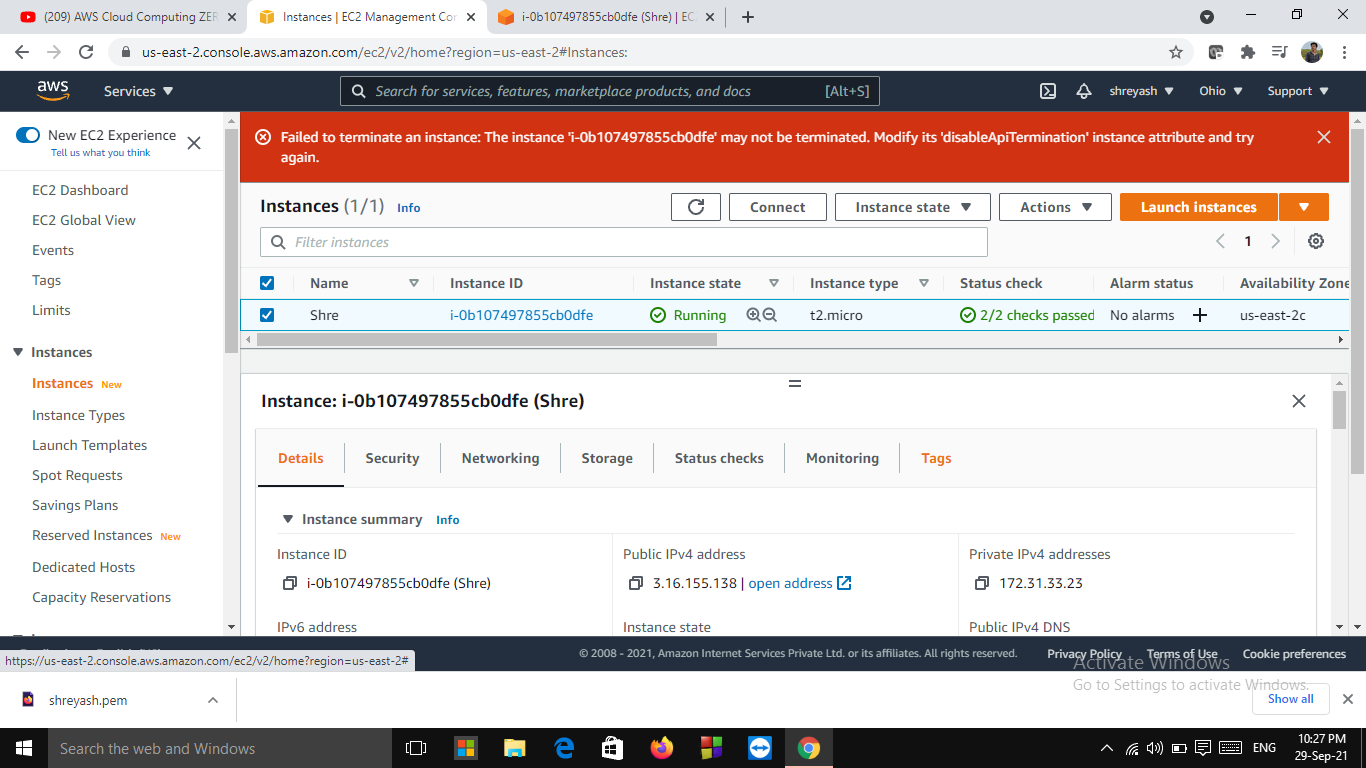 (209) AWS Cloud Computing ZER
Instances | EC2 Management Con
i-0b107497855cb0dfe (Shre) | EC
us-east-2.console.aws.amazon.com/ec2/v2/home?region=us-east-2#Instances:
aws
Services
Search for services, features, marketplace products, and docs [Alt+S]
shreyash
Ohio
Support
New EC2 Experience
Tell us what you think
EC2 Dashboard
EC2 Global View
Events
Tags
Limits
Instances
Instances New
Instance Types
Launch Templates
Spot Requests
Savings Plans
Reserved Instances New
Dedicated Hosts
Capacity Reservations
Failed to terminate an instance: The instance 'i-0b107497855cb0dfe' may not be terminated. Modify its 'disableApiTermination' instance attribute and try
again.
Instances (1/1) Info
Connect
Instance state
Actions
Launch instances
Filter instances
1
Name Instance ID Instance state Instance type Status check Alarm status Availability Zone
Shre i-0b107497855cb0dfe Running t2.micro 2/2 checks passed No alarms us-east-2c
Instance: i-0b107497855cb0dfe (Shre)
Details Security Networking Storage Status checks Monitoring Tags
Instance summary Info
Instance ID
i-0b107497855cb0dfe (Shre)
Public IPv4 address
3.16.155.138 | open address
Private IPv4 addresses
172.31.33.23
IPv6 address
Instance state
Public IPv4 DNS
https://us-east-2.console.aws.amazon.com/ec2/v2/home?region=us-east-2#
© 2008 - 2021, Amazon Internet Services Private Ltd. or its affiliates. All rights reserved.
Privacy Policy
Terms of Use
Cookie preferences
Activate Windows
Go to Settings to activate Windows.
shreyash.pem
Show all
Search the web and Windows
ENG
10:27 PM
29-Sep-21